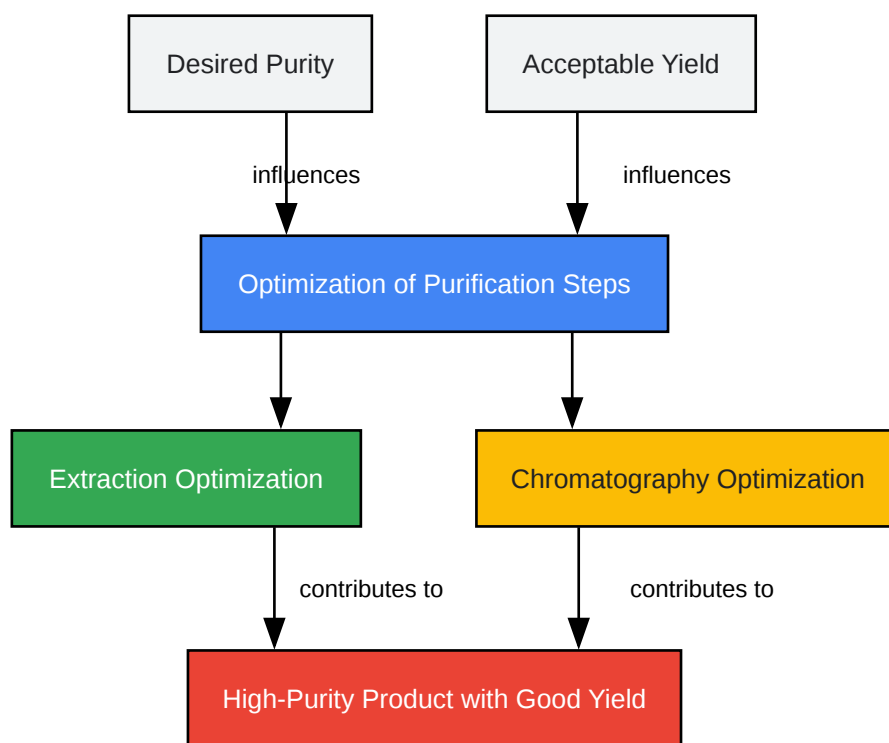 Desired Purity
Acceptable Yield
influences
influences
Optimization of Purification Steps
Extraction Optimization
Chromatography Optimization
contributes to
contributes to
High-Purity Product with Good Yield